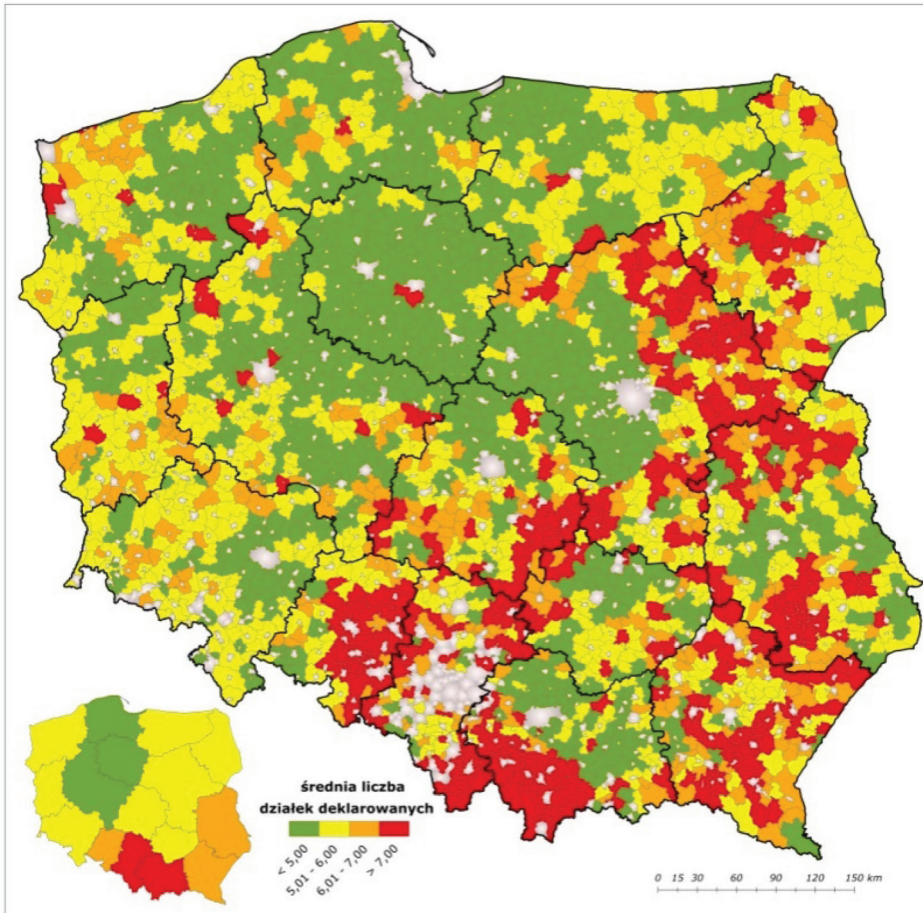 średnia liczba
działek deklarowanych
< 5,00
5,01 - 6,00
6,01 - 7,00
> 7,00
0 15 30 60 90 120 150 km